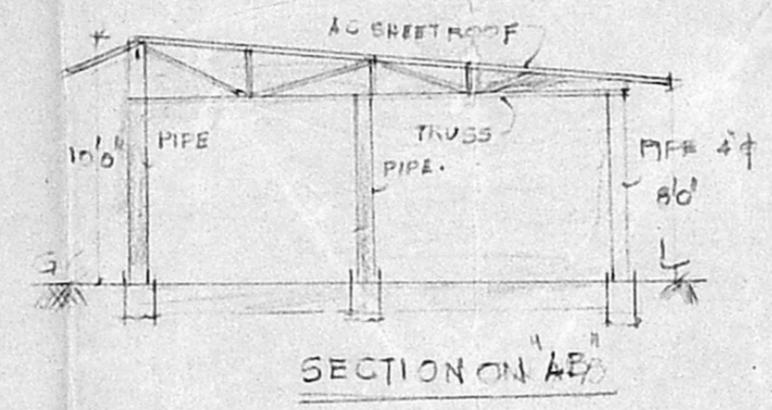 AC SHEET ROOF
10'0"
PIPE
TRUSS
PIPE.
PIPE 4"φ
8'0"
G
L
SECTION ON "AB"